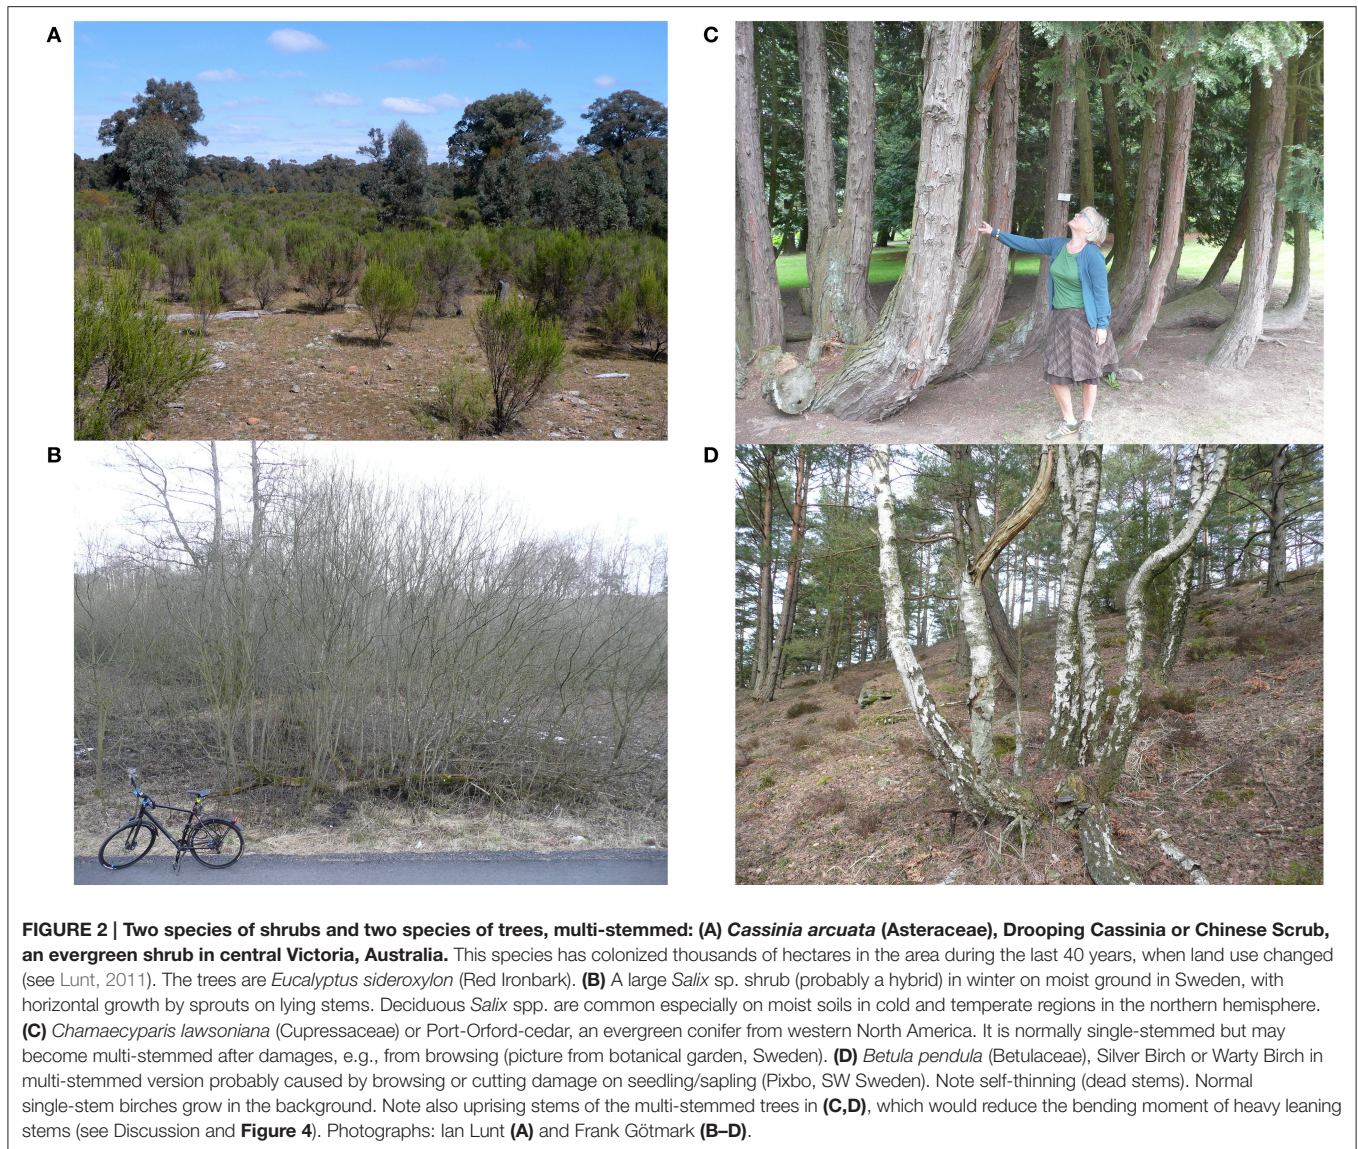 A
C
B
D
FIGURE 2 | Two species of shrubs and two species of trees, multi-stemmed: (A) Cassinia arcuata (Asteraceae), Drooping Cassinia or Chinese Scrub,
an evergreen shrub in central Victoria, Australia. This species has colonized thousands of hectares in the area during the last 40 years, when land use changed
(see Lunt, 2011). The trees are Eucalyptus sideroxylon (Red Ironbark). (B) A large Salix sp. shrub (probably a hybrid) in winter on moist ground in Sweden, with
horizontal growth by sprouts on lying stems. Deciduous Salix spp. are common especially on moist soils in cold and temperate regions in the northern hemisphere.
(C) Chamaecyparis lawsoniana (Cupressaceae) or Port-Orford-cedar, an evergreen conifer from western North America. It is normally single-stemmed but may
become multi-stemmed after damages, e.g., from browsing (picture from botanical garden, Sweden). (D) Betula pendula (Betulaceae), Silver Birch or Warty Birch in
multi-stemmed version probably caused by browsing or cutting damage on seedling/sapling (Pixbo, SW Sweden). Note self-thinning (dead stems). Normal
single-stem birches grow in the background. Note also uprising stems of the multi-stemmed trees in (C,D), which would reduce the bending moment of heavy leaning
stems (see Discussion and Figure 4). Photographs: Ian Lunt (A) and Frank Götmark (B–D).